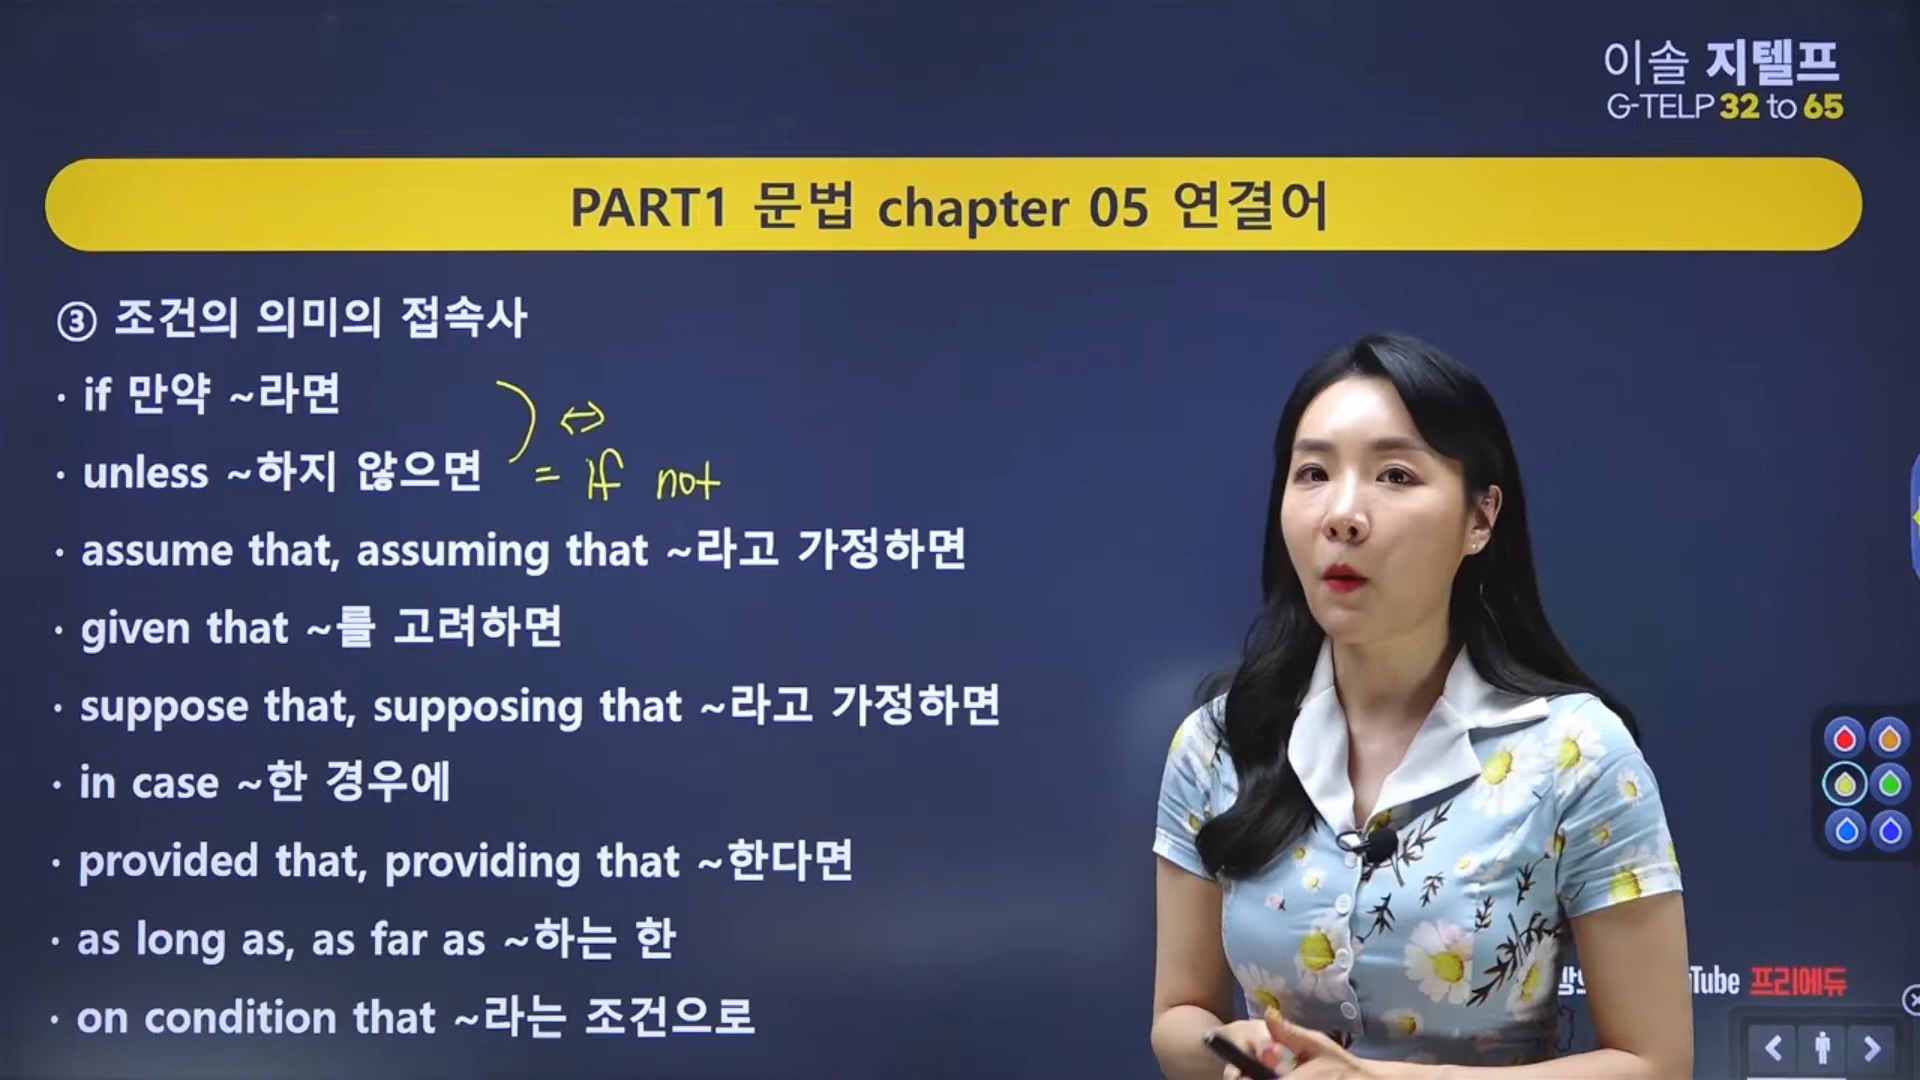 이솔 지텔프
G-TELP 32 to 65
PART1 문법 chapter 05 연결어
③ 조건의 의미의 접속사
· if 만약 ~라면
⇔
· unless ~하지 않으면 = if not
· assume that, assuming that ~라고 가정하면
· given that ~를 고려하면
· suppose that, supposing that ~라고 가정하면
· in case ~한 경우에
· provided that, providing that ~한다면
· as long as, as far as ~하는 한
Tube 프리에듀
· on condition that ~라는 조건으로